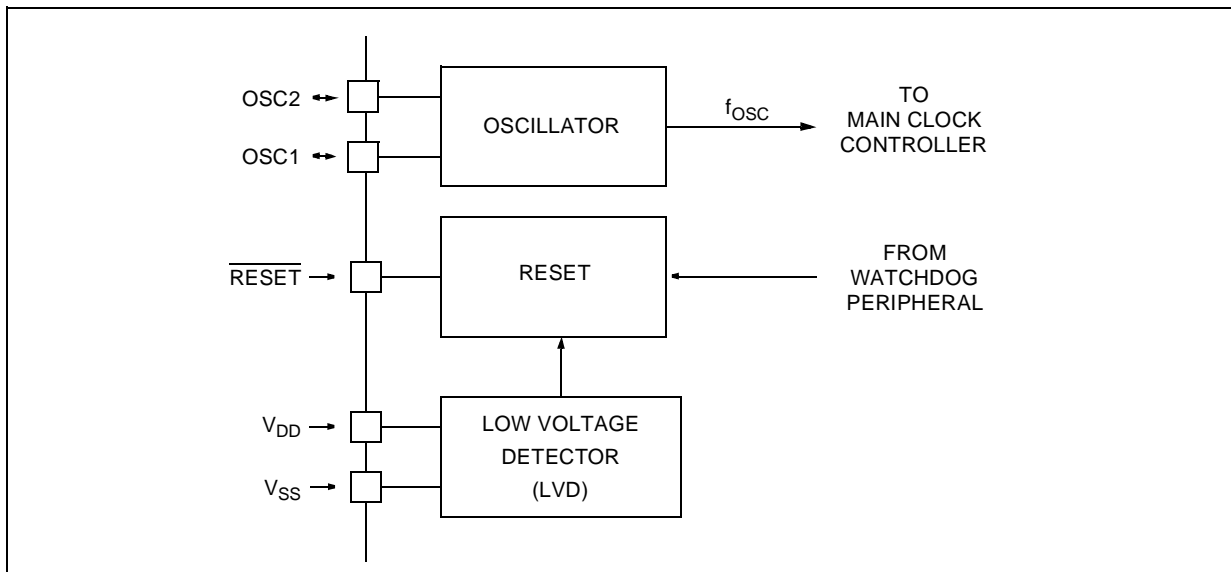 OSC2
OSC1
OSCILLATOR
fOSC
TO
MAIN CLOCK
CONTROLLER
RESET
RESET
FROM
WATCHDOG
PERIPHERAL
VDD
VSS
LOW VOLTAGE
DETECTOR
(LVD)